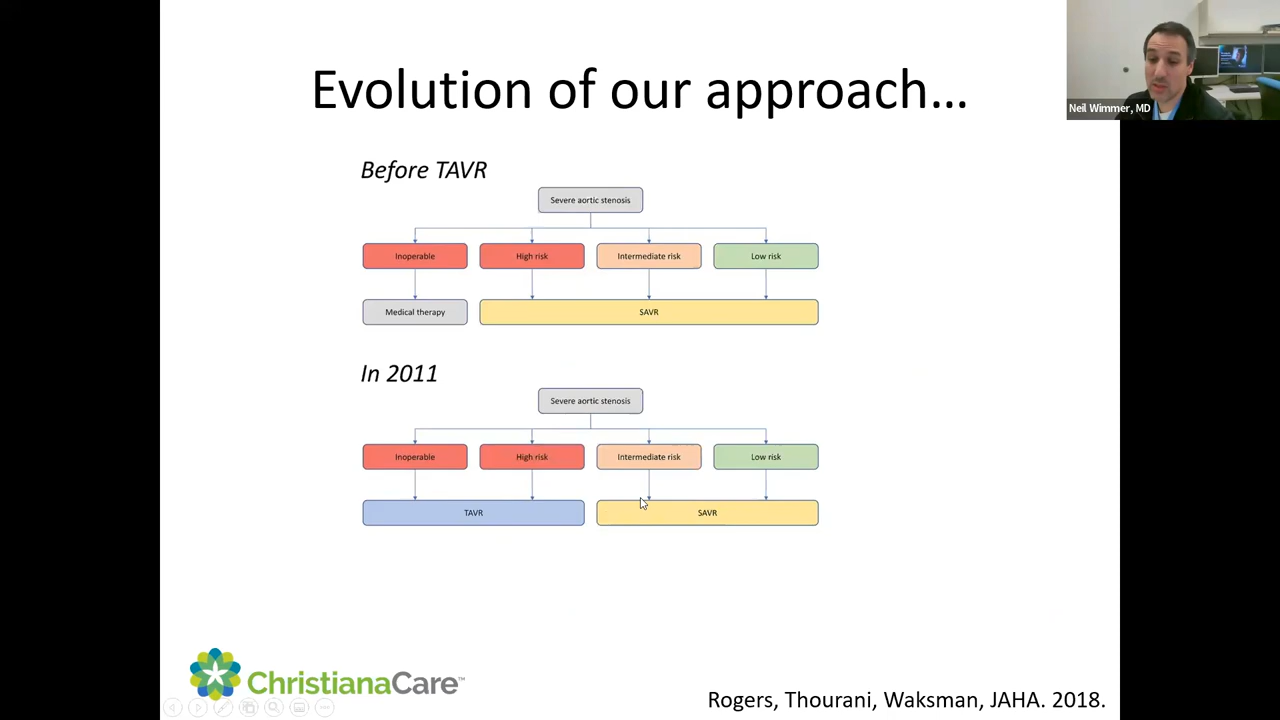 Evolution of our approach...
Neil Wimmer, MD
Before TAVR
Severe aortic stenosis
Inoperable
High risk
Intermediate risk
Low risk
Medical therapy
SAVR
In 2011
Severe aortic stenosis
Inoperable
High risk
Intermediate risk
Low risk
TAVR
SAVR
ChristianaCare™
Rogers, Thourani, Waksman, JAHA. 2018.